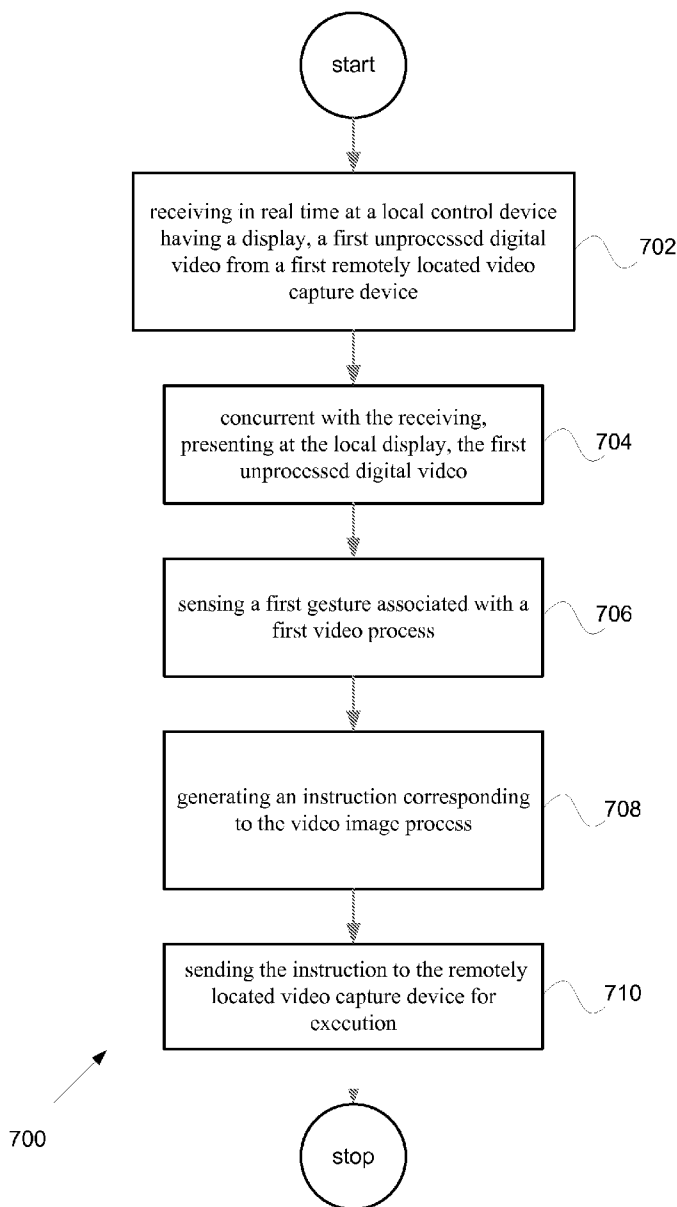 start
receiving in real time at a local control device
having a display, a first unprocessed digital
video from a first remotely located video
capture device
702
concurrent with the receiving,
presenting at the local display, the first
unprocessed digital video
704
sensing a first gesture associated with a
first video process
706
generating an instruction corresponding
to the video image process
708
sending the instruction to the remotely
located video capture device for
execution
710
700
stop